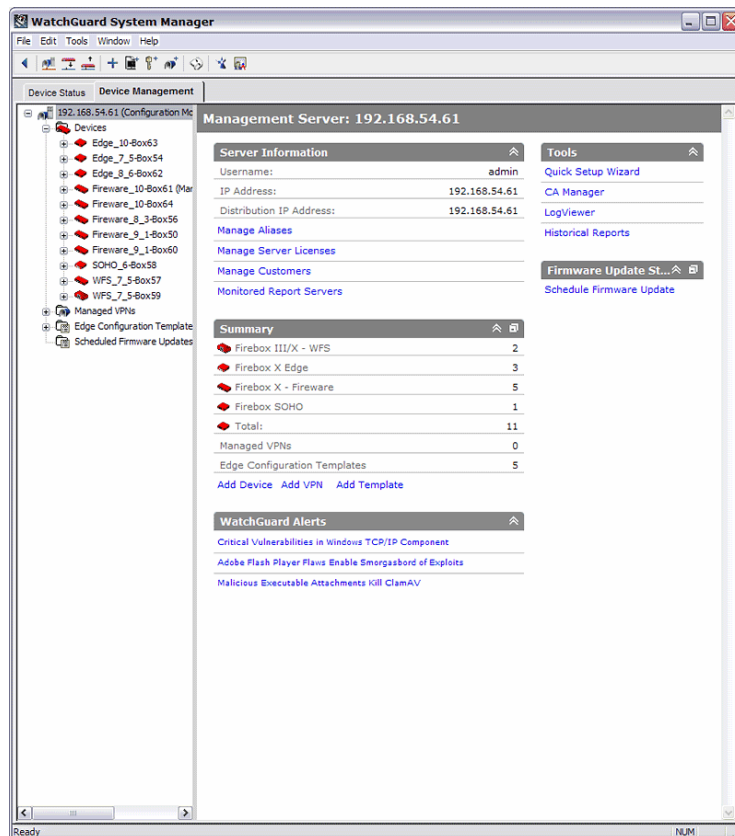 WatchGuard System Manager
File Edit Tools Window Help
Device Status Device Management
192.168.54.61 (Configuration Mc
Devices
Edge_10-Box63
Edge_7_5-Box54
Edge_8_6-Box62
Fireware_10-Box61 (Mar
Fireware_10-Box64
Fireware_8_3-Box56
Fireware_9_1-Box50
Fireware_9_1-Box60
SOHO_6-Box58
WFS_7_5-Box57
WFS_7_5-Box59
Managed VPNs
Edge Configuration Template
Scheduled Firmware Updates
Management Server: 192.168.54.61
Server Information
Username: admin
IP Address: 192.168.54.61
Distribution IP Address: 192.168.54.61
Manage Aliases
Manage Server Licenses
Manage Customers
Monitored Report Servers
Summary
Firebox III/X - WFS 2
Firebox X Edge 3
Firebox X - Fireware 5
Firebox SOHO 1
Total: 11
Managed VPNs 0
Edge Configuration Templates 5
Add Device Add VPN Add Template
WatchGuard Alerts
Critical Vulnerabilities in Windows TCP/IP Component
Adobe Flash Player Flaws Enable Smorgasbord of Exploits
Malicious Executable Attachments Kill ClamAV
Tools
Quick Setup Wizard
CA Manager
LogViewer
Historical Reports
Firmware Update St...
Schedule Firmware Update
Ready NUM